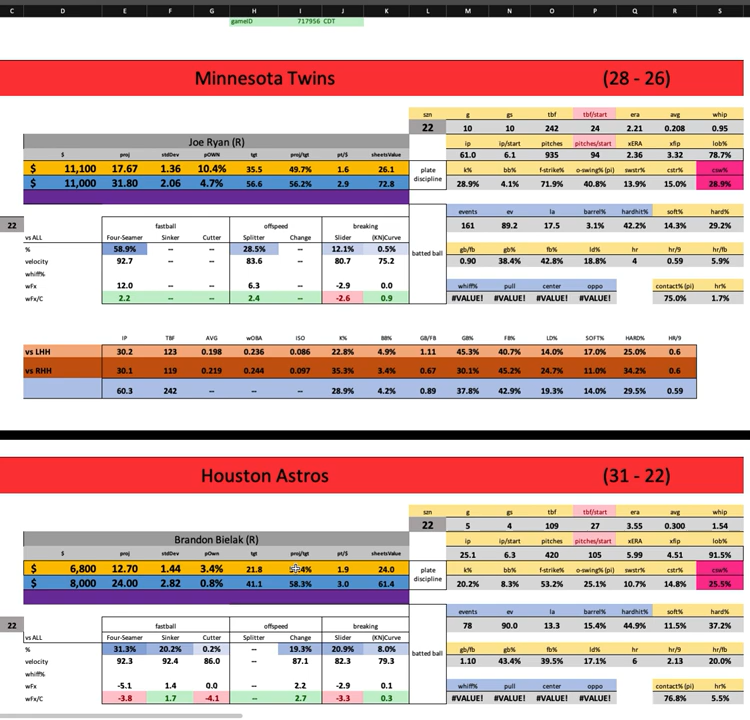 C D E F G H I J K L M N O P Q R S
gameID 717956 CDT
Minnesota Twins (28 - 26)
szn g gs tbf tbf/start era avg whip
22 10 10 242 24 2.21 0.208 0.95
Joe Ryan (R) ip ip/start pitches pitches/start xERA xfip lob%
$ proj stdDev pOWN tgt proj/tgt pt/$ sheetsValue 61.0 6.1 935 94 2.36 3.32 78.7%
$ 11,100 17.67 1.36 10.4% 35.5 49.7% 1.6 26.1 plate discipline k% bb% f-strike% o-swing% (pi) swstr% cstr% csw%
$ 11,000 31.80 2.06 4.7% 56.6 56.2% 2.9 72.8 28.9% 4.1% 71.9% 40.8% 13.9% 15.0% 28.9%
22 events ev la barrel% hardhit% soft% hard%
fastball offspeed breaking 161 89.2 17.5 3.1% 42.2% 14.3% 29.2%
vs ALL Four-Seamer Sinker Cutter Splitter Change Slider (KN)Curve
% 58.9% -- -- 28.5% -- 12.1% 0.5% batted ball gb/fb gb% fb% ld% hr hr/9 hr/fb
velocity 92.7 83.6 80.7 75.2 0.90 38.4% 42.8% 18.8% 4 0.59 5.9%
whiff%
wFx 12.0 -- -- 6.3 -- -2.9 0.0 whiff% pull center oppo contact% (pi) hr%
wFx/C 2.2 -- -- 2.4 -- -2.6 0.9 #VALUE! #VALUE! #VALUE! #VALUE! 75.0% 1.7%
IP TBF AVG wOBA ISO K% BB% GB/FB GB% FB% LD% SOFT% HARD% HR/9
vs LHH 30.2 123 0.198 0.236 0.086 22.8% 4.9% 1.11 45.3% 40.7% 14.0% 17.0% 25.0% 0.6
vs RHH 30.1 119 0.219 0.244 0.097 35.3% 3.4% 0.67 30.1% 45.2% 24.7% 11.0% 34.2% 0.6
60.3 242 -- -- 28.9% 4.2% 0.89 37.8% 42.9% 19.3% 14.0% 29.5% 0.59
Houston Astros (31 - 22)
szn g gs tbf tbf/start era avg whip
22 5 4 109 27 3.55 0.300 1.54
Brandon Bielak (R) ip ip/start pitches pitches/start xERA xfip lob%
$ proj stdDev pOwn tgt proj/tgt pt/$ sheetsValue 25.1 6.3 420 105 5.99 4.51 91.5%
$ 6,800 12.70 1.44 3.4% 21.8 1.9 24.0 plate discipline k% bb% f-strike% o-swing% (pi) swstr% cstr% csw%
$ 8,000 24.00 2.82 0.8% 41.1 58.3% 3.0 61.4 20.2% 8.3% 53.2% 25.1% 10.7% 14.8% 25.5%
22 events ev la barrel% hardhit% soft% hard%
fastball offspeed breaking 78 90.0 13.3 15.4% 44.9% 11.5% 37.2%
vs ALL Four-Seamer Sinker Cutter Splitter Change Slider (KN)Curve
% 31.3% 20.2% 0.2% -- 19.3% 20.9% 8.0% batted ball gb/fb gb% fb% ld% hr hr/9 hr/fb
velocity 92.3 92.4 86.0 87.1 82.3 79.3 1.10 43.4% 39.5% 17.1% 6 2.13 20.0%
whiff%
wFx -5.1 1.4 0.0 2.2 -2.9 0.1 whiff% pull center oppo contact% (pi) hr%
wFx/C -3.8 1.7 -4.1 -- 2.7 -3.3 0.3 #VALUE! #VALUE! #VALUE! #VALUE! 76.8% 5.5%